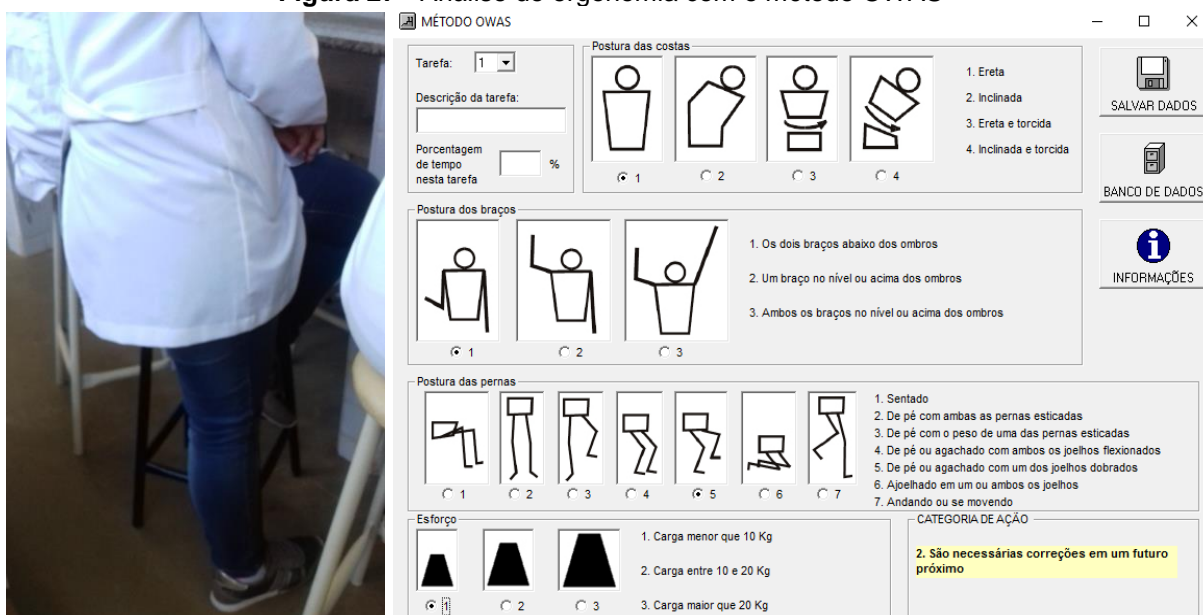 Figura 27 - Análise de ergonomia com o método OWAS
MÉTODO OWAS
Tarefa: 1
Descrição da tarefa:
Porcentagem
de tempo
nesta tarefa
%
Postura das costas
1 2 3 4
1. Ereta
2. Inclinada
3. Ereta e torcida
4. Inclinada e torcida
SALVAR DADOS
BANCO DE DADOS
INFORMAÇÕES
Postura dos braços
1 2 3
1. Os dois braços abaixo dos ombros
2. Um braço no nível ou acima dos ombros
3. Ambos os braços no nível ou acima dos ombros
Postura das pernas
1 2 3 4 5 6 7
1. Sentado
2. De pé com ambas as pernas esticadas
3. De pé com o peso de uma das pernas esticadas
4. De pé ou agachado com ambos os joelhos flexionados
5. De pé ou agachado com um dos joelhos dobrados
6. Ajoelhado em um ou ambos os joelhos
7. Andando ou se movendo
Esforço
1 2 3
1. Carga menor que 10 Kg
2. Carga entre 10 e 20 Kg
3. Carga maior que 20 Kg
CATEGORIA DE AÇÃO
2. São necessárias correções em um futuro
próximo